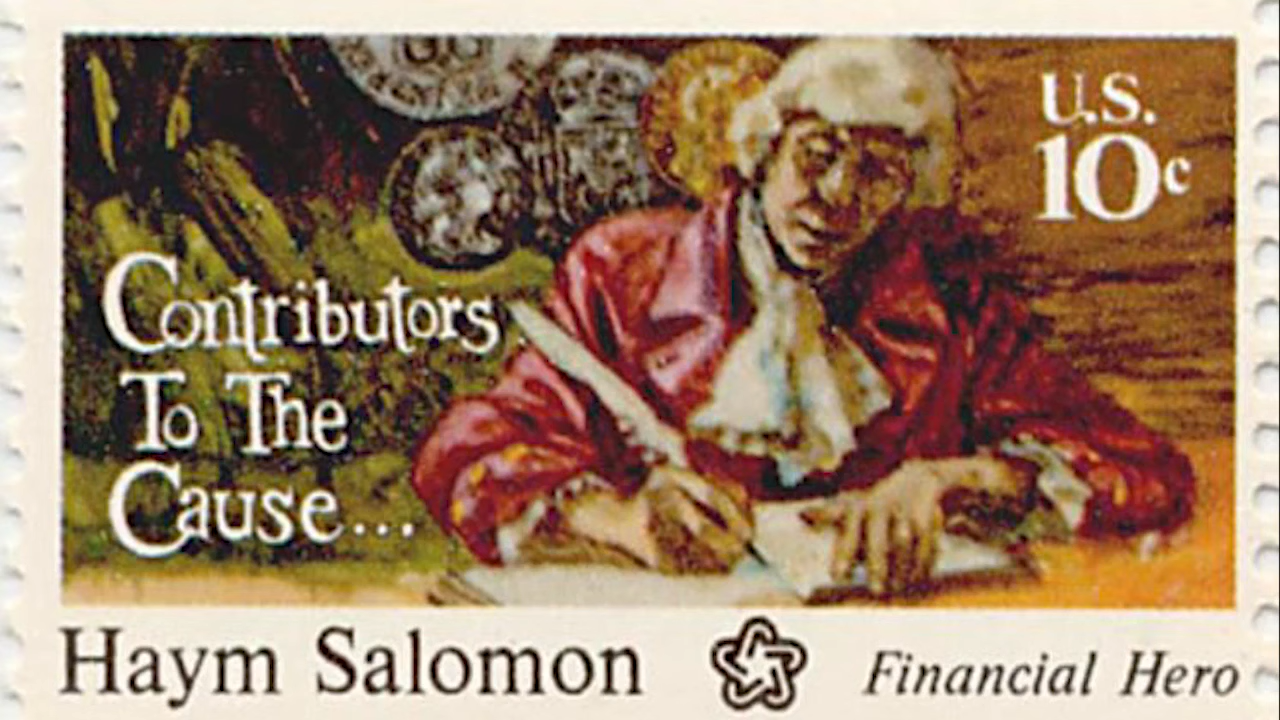 U.S.
10c
Contributors
To The
Cause...
Haym Salomon
Financial Hero